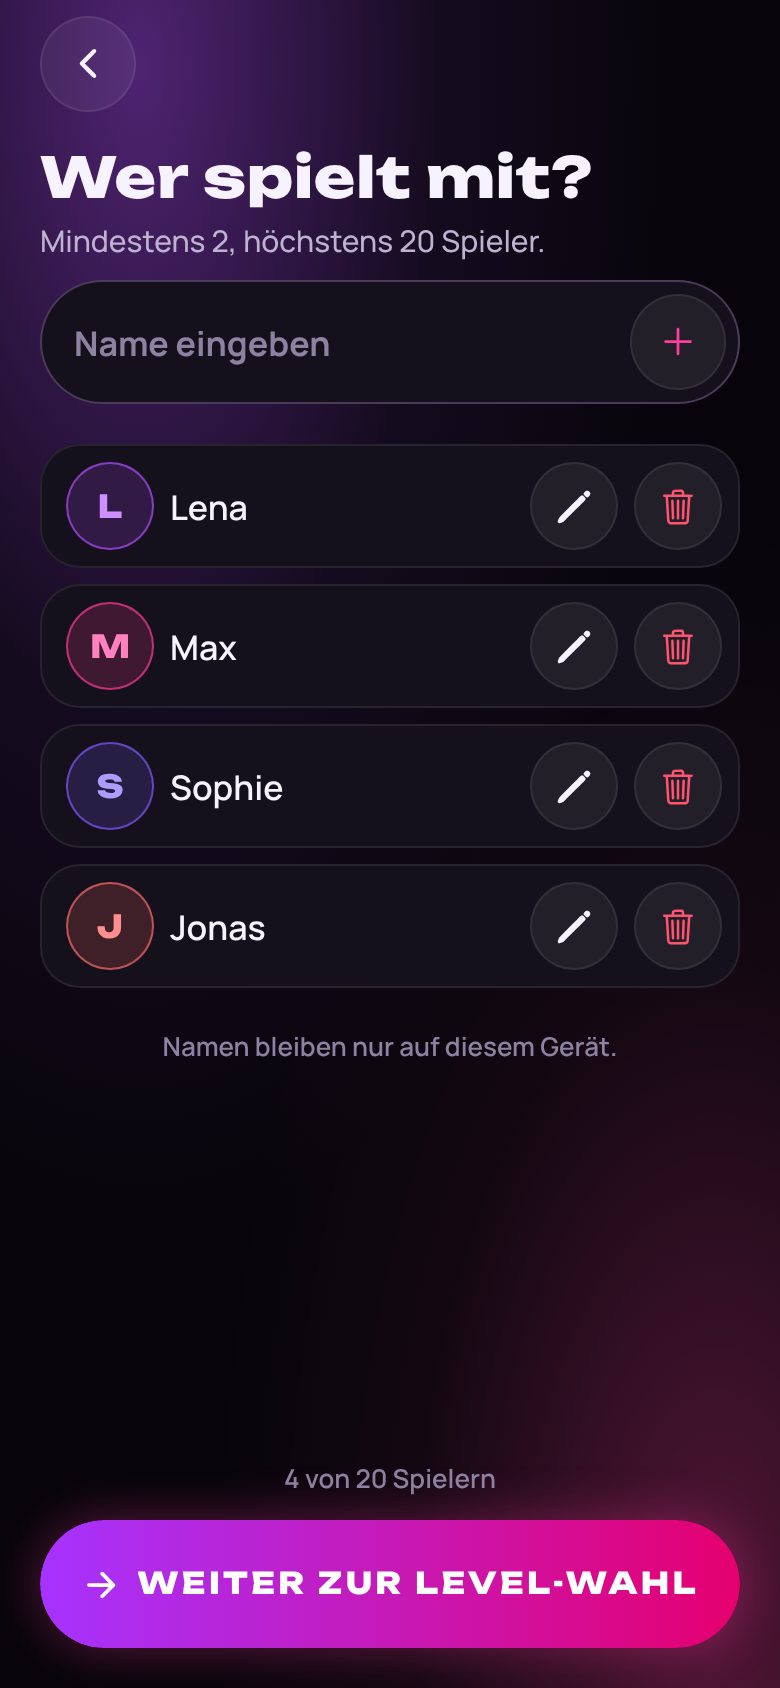 Wer spielt mit?
Mindestens 2, höchstens 20 Spieler.
Name eingeben
L Lena
M Max
S Sophie
J Jonas
Namen bleiben nur auf diesem Gerät.
4 von 20 Spielern
WEITER ZUR LEVEL-WAHL